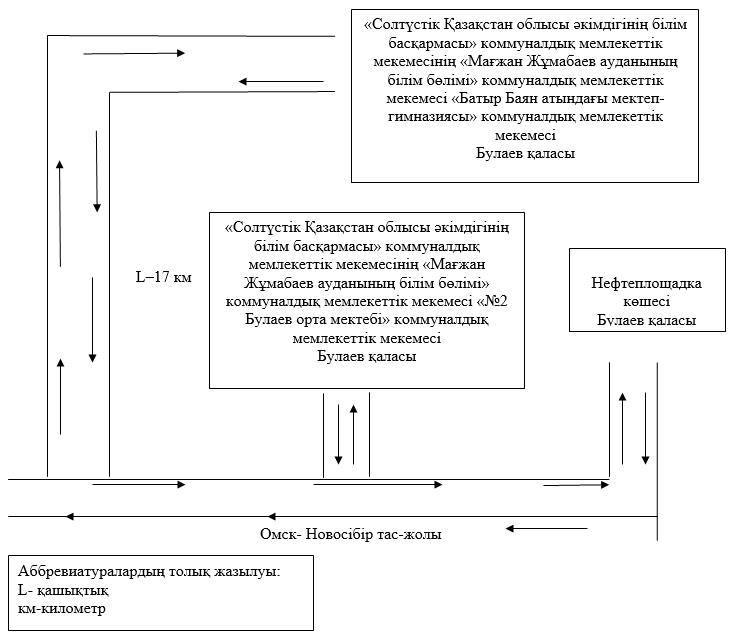 «Солтүстік Қазақстан облысы әкімдігінің білім
басқармасы» коммуналдық мемлекеттік
мекемесінің «Мағжан Жұмабаев ауданының
білім бөлімі» коммуналдық мемлекеттік
мекемесі «Батыр Баян атындағы мектеп-
гимназиясы» коммуналдық мемлекеттік
мекемесі
Булаев қаласы
«Солтүстік Қазақстан облысы әкімдігінің
білім басқармасы» коммуналдық
мемлекеттік мекемесінің «Мағжан
Жұмабаев ауданының білім бөлімі»
коммуналдық мемлекеттік мекемесі «№2
Булаев орта мектебі» коммуналдық
мемлекеттік мекемесі
Булаев қаласы
L–17 км
Нефтеплощадка
көшесі
Булаев қаласы
Омск- Новосібір тас-жолы
Аббревиатуралардың толық жазылуы:
L- қашықтық
км-километр